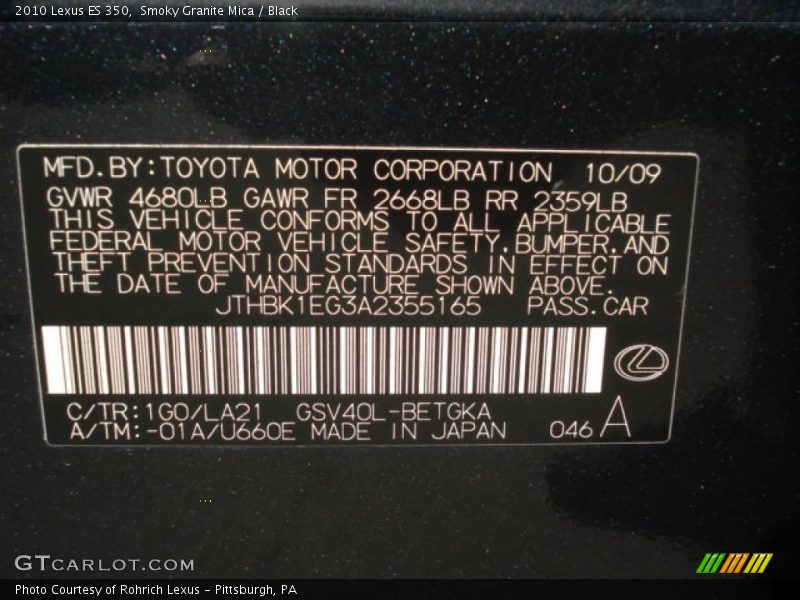 2010 Lexus ES 350, Smoky Granite Mica / Black
MFD.BY:TOYOTA MOTOR CORPORATION 10/09
GVWR 4680LB GAWR FR 2668LB RR 2359LB
THIS VEHICLE CONFORMS TO ALL APPLICABLE
FEDERAL MOTOR VEHICLE SAFETY,BUMPER,AND
THEFT PREVENTION STANDARDS IN EFFECT ON
THE DATE OF MANUFACTURE SHOWN ABOVE.
JTHBK1EG3A2355165 PASS.CAR
C/TR:1G0/LA21 GSV40L-BETGKA
A/TM:-01A/U660E MADE IN JAPAN 046 A
GTCARLOT.COM
Photo Courtesy of Rohrich Lexus - Pittsburgh, PA